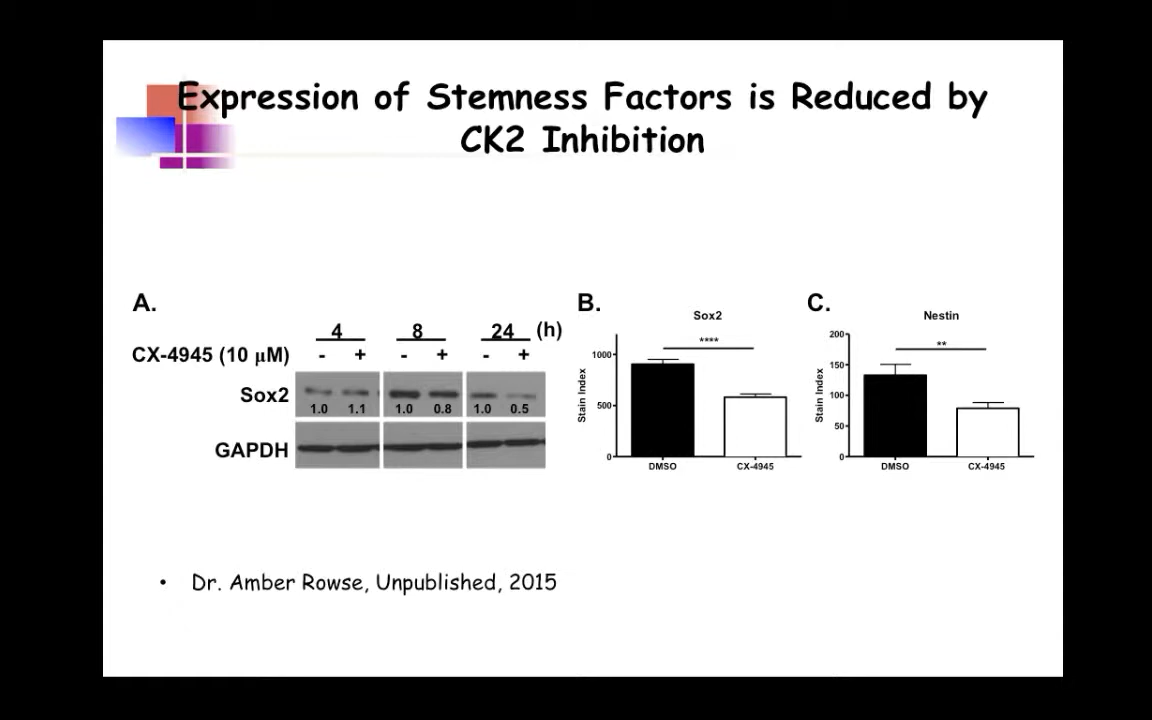 Expression of Stemness Factors is Reduced by
CK2 Inhibition
A.
4 8 24 (h)
CX-4945 (10 μM) - + - + - +
Sox2
1.0 1.1 1.0 0.8 1.0 0.5
GAPDH
B.
Sox2
****
Stain Index
1000
500
0
DMSO CX-4945
C.
Nestin
**
Stain Index
200
150
100
50
0
DMSO CX-4945
• Dr. Amber Rowse, Unpublished, 2015